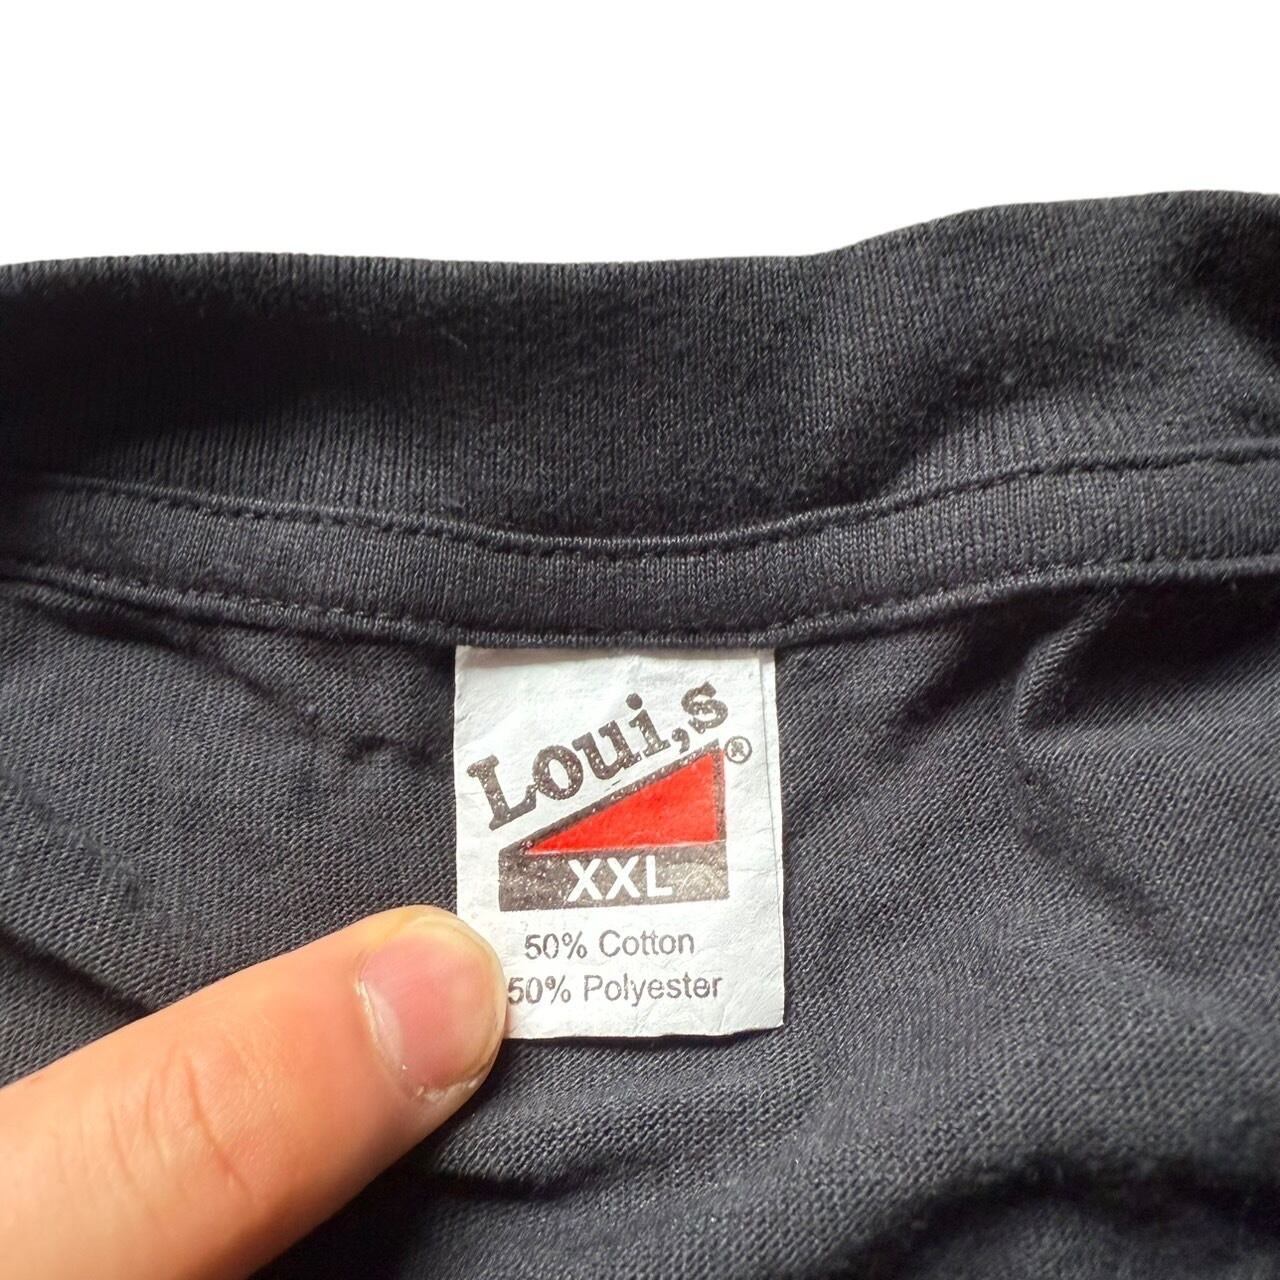 Loui,s
®
XXL
50% Cotton
50% Polyester